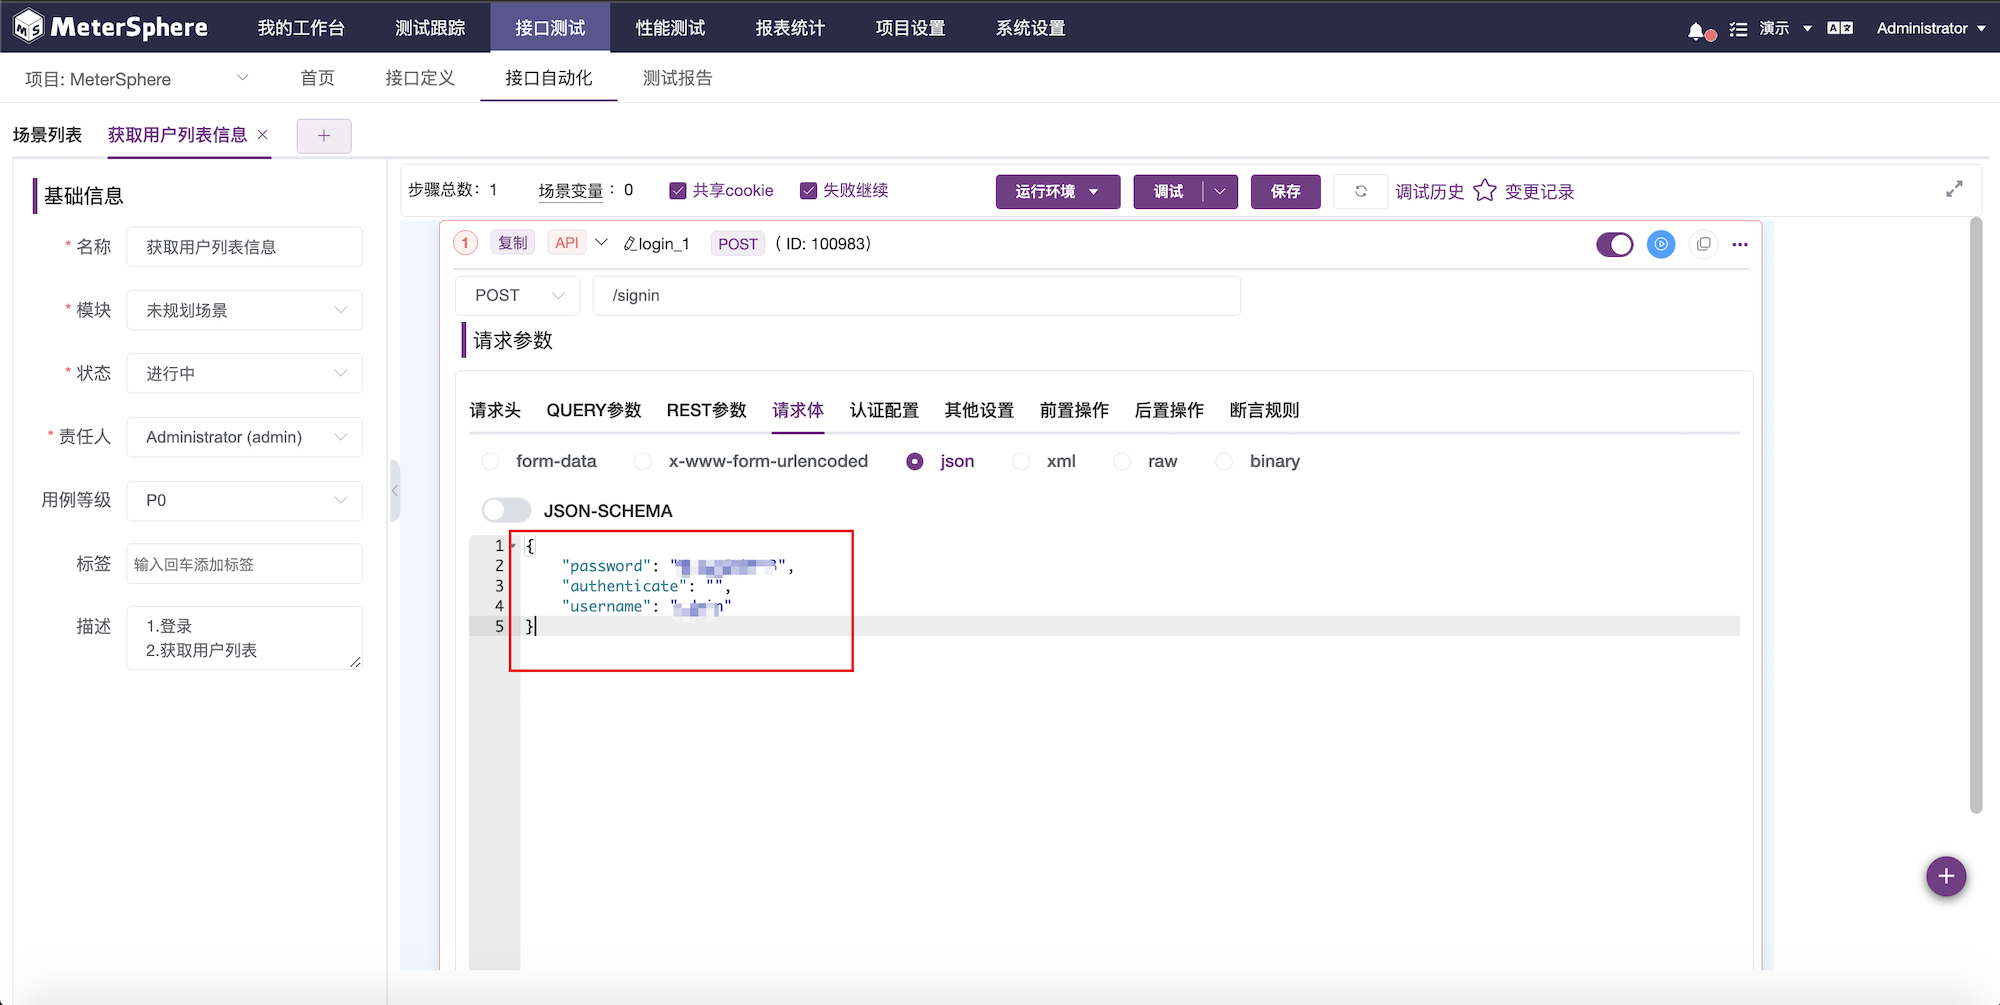 MeterSphere 我的工作台 测试跟踪 接口测试 性能测试 报表统计 项目设置 系统设置 演示 Administrator
项目: MeterSphere 首页 接口定义 接口自动化 测试报告
场景列表 获取用户列表信息
基础信息
* 名称 获取用户列表信息
* 模块 未规划场景
* 状态 进行中
* 责任人 Administrator (admin)
用例等级 P0
标签 输入回车添加标签
描述 1.登录
2.获取用户列表
步骤总数: 1 场景变量 : 0 共享cookie 失败继续 运行环境 调试 保存 调试历史 变更记录
1 复制 API login_1 POST ( ID: 100983)
POST /signin
请求参数
请求头 QUERY参数 REST参数 请求体 认证配置 其他设置 前置操作 后置操作 断言规则
form-data x-www-form-urlencoded json xml raw binary
JSON-SCHEMA
1 {
2 "password": "",
3 "authenticate": "",
4 "username": ""
5 }